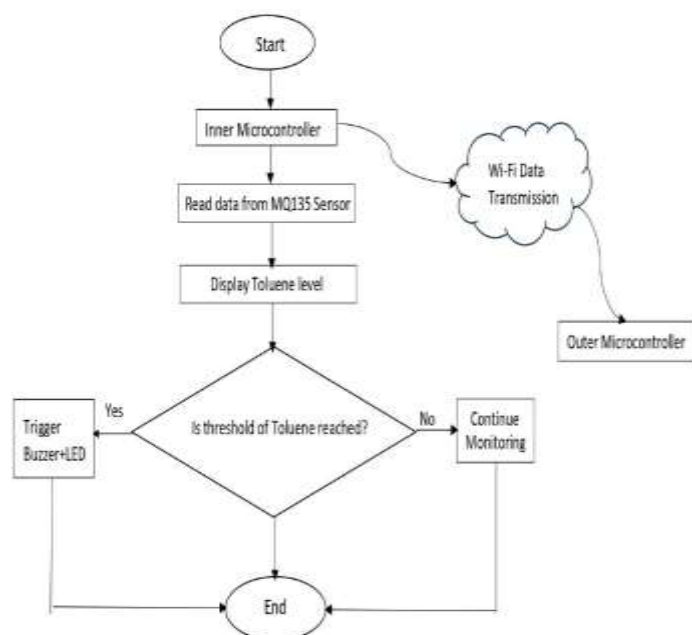 Start
Inner Microcontroller
Wi-Fi Data
Transmission
Read data from MQ135 Sensor
Display Toluene level
Outer Microcontroller
Is threshold of Toluene reached?
Yes
No
Trigger
Buzzer+LED
Continue
Monitoring
End